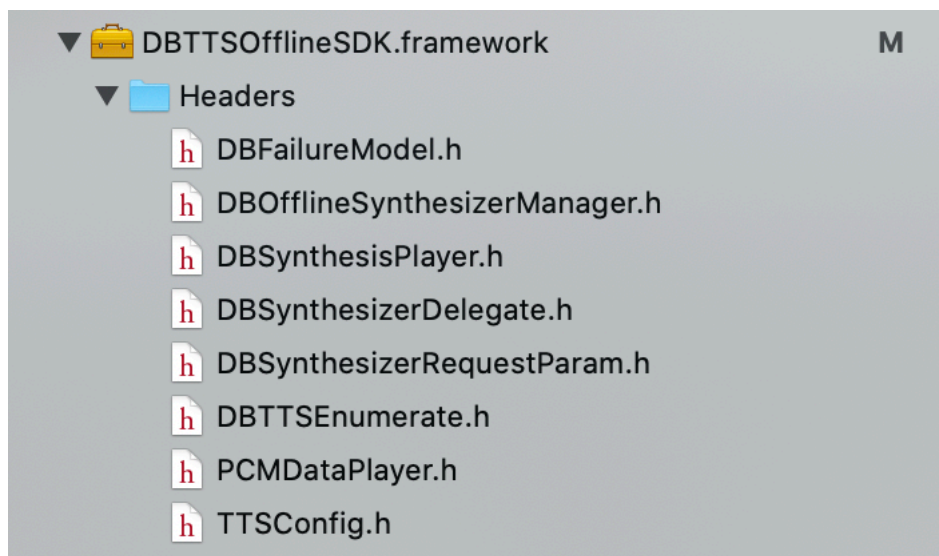 DBTTSOfflineSDK.framework M
Headers
h DBFailureModel.h
h DBOfflineSynthesizerManager.h
h DBSynthesisPlayer.h
h DBSynthesizerDelegate.h
h DBSynthesizerRequestParam.h
h DBTTSEnumerate.h
h PCMDataPlayer.h
h TTSConfig.h